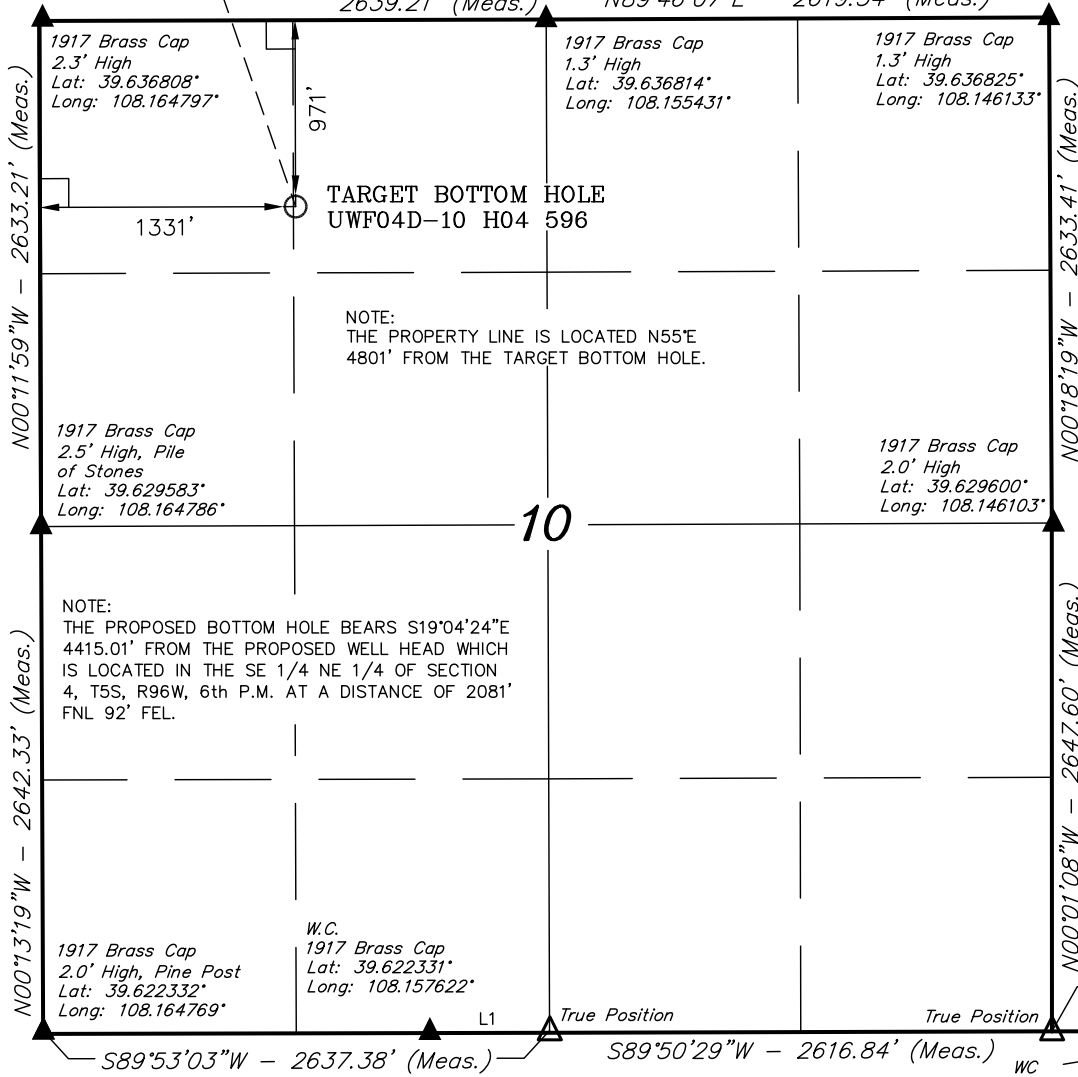 2639.21' (Meas.)
N89°46'07"E - 2619.54' (Meas.)
1917 Brass Cap
2.3' High
Lat: 39.636808°
Long: 108.164797°
971'
1917 Brass Cap
1.3' High
Lat: 39.636814°
Long: 108.155431°
1917 Brass Cap
1.3' High
Lat: 39.636825°
Long: 108.146133°
N00°11'59"W - 2633.21' (Meas.)
N00°18'19"W - 2633.41' (Meas.)
1331'
TARGET BOTTOM HOLE
UWF04D-10 H04 596
NOTE:
THE PROPERTY LINE IS LOCATED N55°E
4801' FROM THE TARGET BOTTOM HOLE.
1917 Brass Cap
2.5' High, Pile
of Stones
Lat: 39.629583°
Long: 108.164786°
1917 Brass Cap
2.0' High
Lat: 39.629600°
Long: 108.146103°
10
NOTE:
THE PROPOSED BOTTOM HOLE BEARS S19°04'24"E
4415.01' FROM THE PROPOSED WELL HEAD WHICH
IS LOCATED IN THE SE 1/4 NE 1/4 OF SECTION
4, T5S, R96W, 6th P.M. AT A DISTANCE OF 2081'
FNL 92' FEL.
N00°13'19"W - 2642.33' (Meas.)
N00°01'08"W - 2647.60' (Meas.)
1917 Brass Cap
2.0' High, Pine Post
Lat: 39.622332°
Long: 108.164769°
W.C.
1917 Brass Cap
Lat: 39.622331°
Long: 108.157622°
L1
True Position
True Position
S89°53'03"W - 2637.38' (Meas.)
S89°50'29"W - 2616.84' (Meas.)
WC